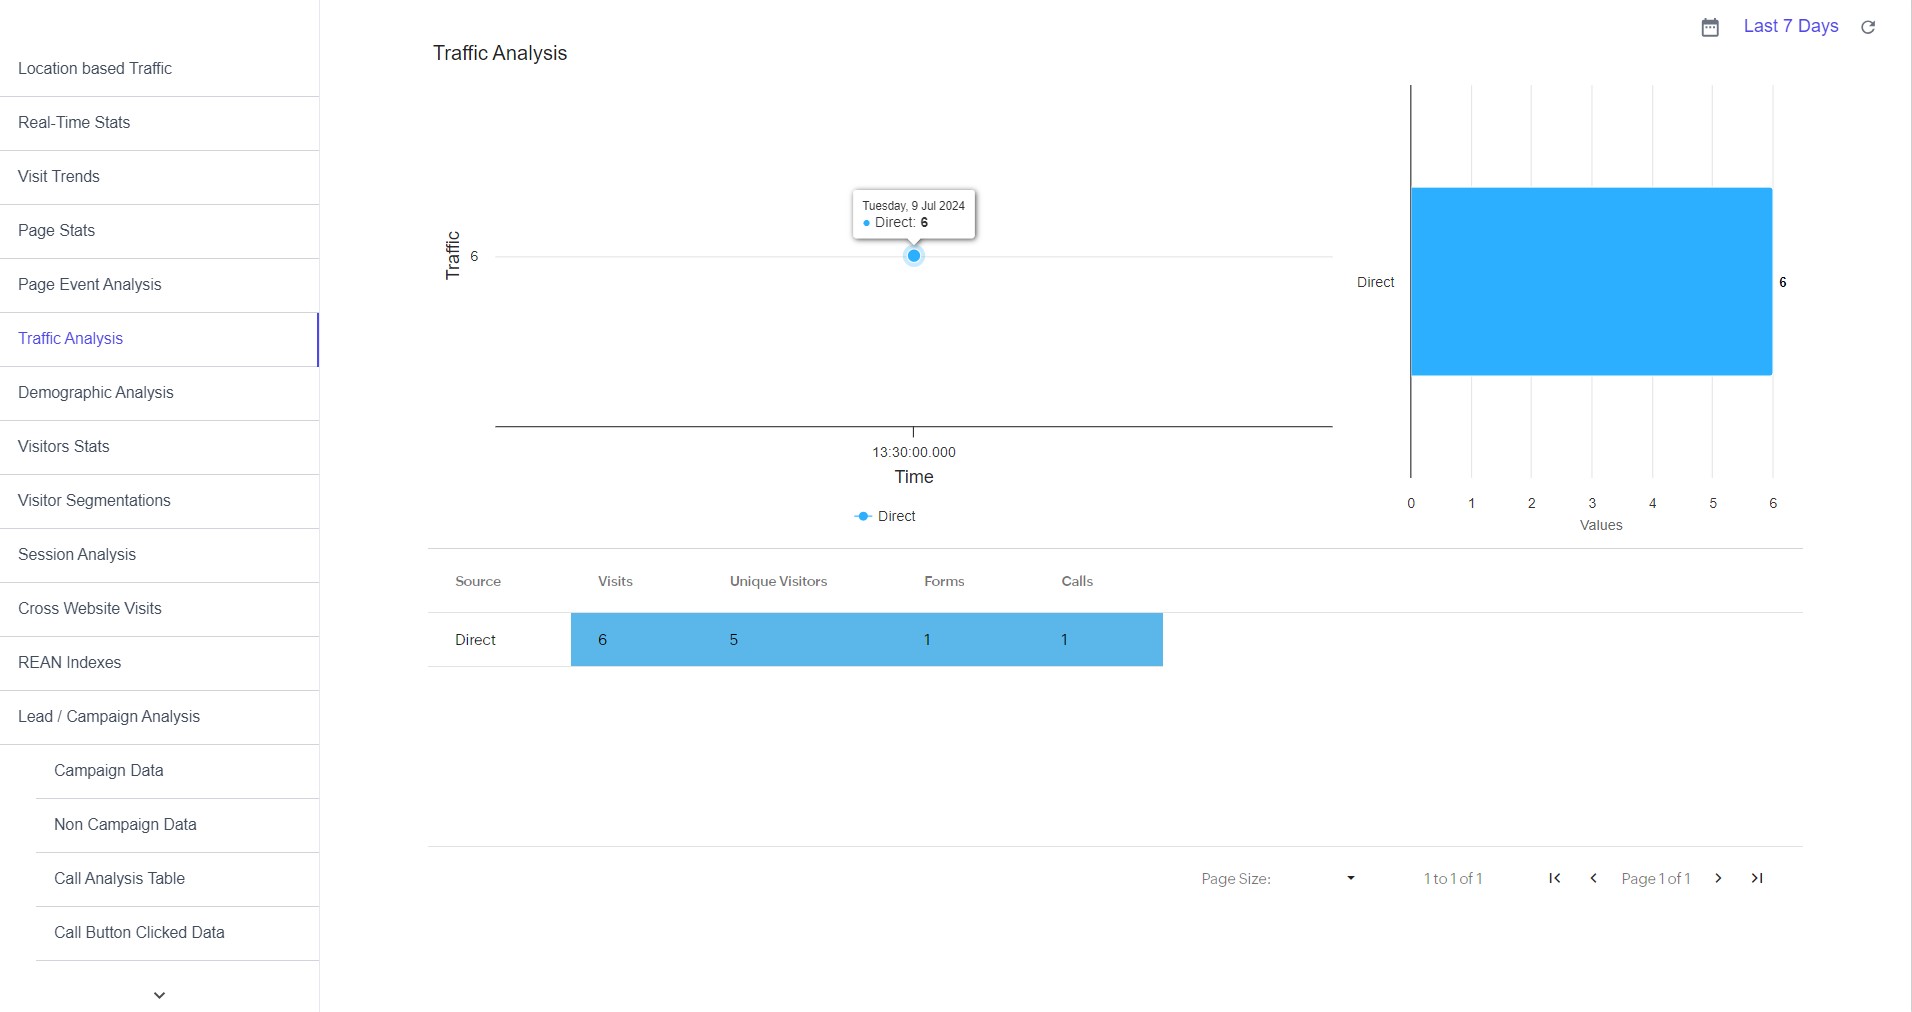 Location based Traffic
Real-Time Stats
Visit Trends
Page Stats
Page Event Analysis
Traffic Analysis
Demographic Analysis
Visitors Stats
Visitor Segmentations
Session Analysis
Cross Website Visits
REAN Indexes
Lead / Campaign Analysis
Campaign Data
Non Campaign Data
Call Analysis Table
Call Button Clicked Data
Last 7 Days
Traffic Analysis
Tuesday, 9 Jul 2024
Direct: 6
Traffic
6
13:30:00.000
Time
Direct
Direct
6
0 1 2 3 4 5 6
Values
Source Visits Unique Visitors Forms Calls
Direct 6 5 1 1
Page Size: 1 to 1 of 1 Page 1 of 1